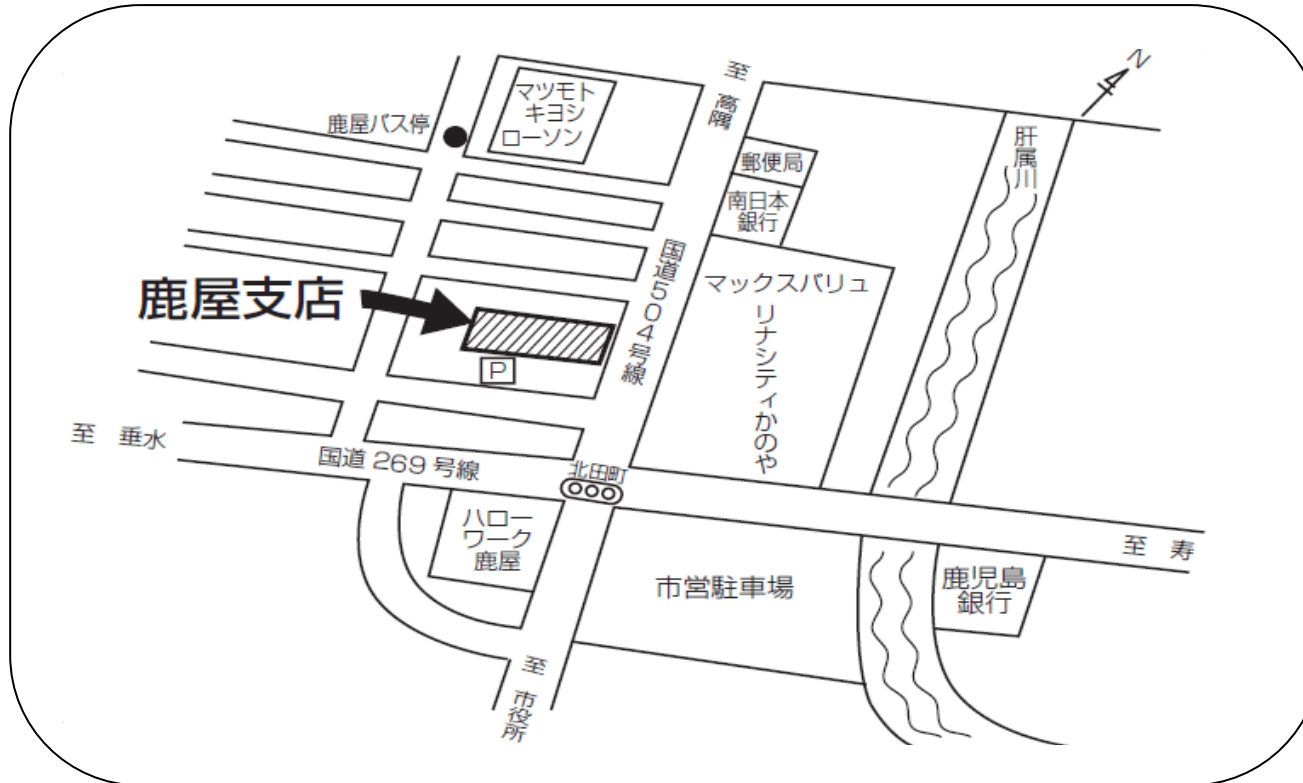 N
至 高隈
マツモト
キヨシ
ローソン
鹿屋バス停
郵便局
南日本
銀行
肝属川
国道504号線
マックスバリュ
リナシティかのや
鹿屋支店
P
至 垂水
国道 269 号線
北田町
ハロー
ワーク
鹿屋
市営駐車場
至 寿
鹿児島
銀行
至 市役所